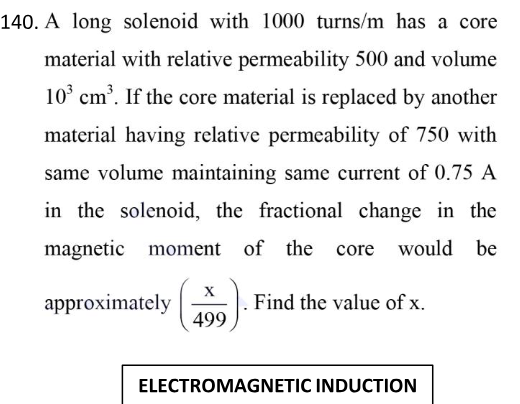 140. A long solenoid with 1000 turns/m has a core
material with relative permeability 500 and volume
10³ cm³. If the core material is replaced by another
material having relative permeability of 750 with
same volume maintaining same current of 0.75 A
in the solenoid, the fractional change in the
magnetic moment of the core would be
approximately (x/499). Find the value of x.
ELECTROMAGNETIC INDUCTION